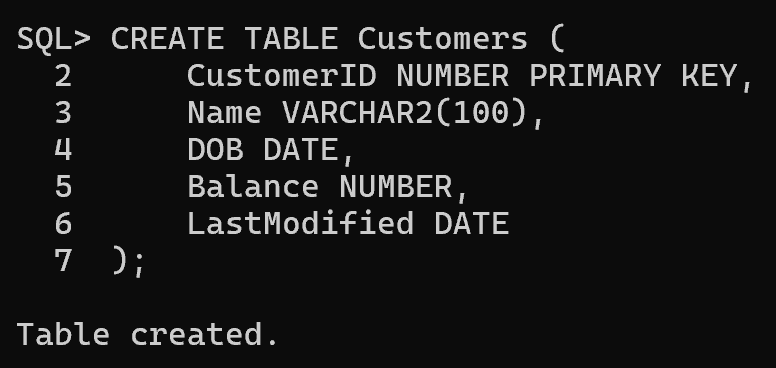 SQL> CREATE TABLE Customers (
  2      CustomerID NUMBER PRIMARY KEY,
  3      Name VARCHAR2(100),
  4      DOB DATE,
  5      Balance NUMBER,
  6      LastModified DATE
  7  );
Table created.